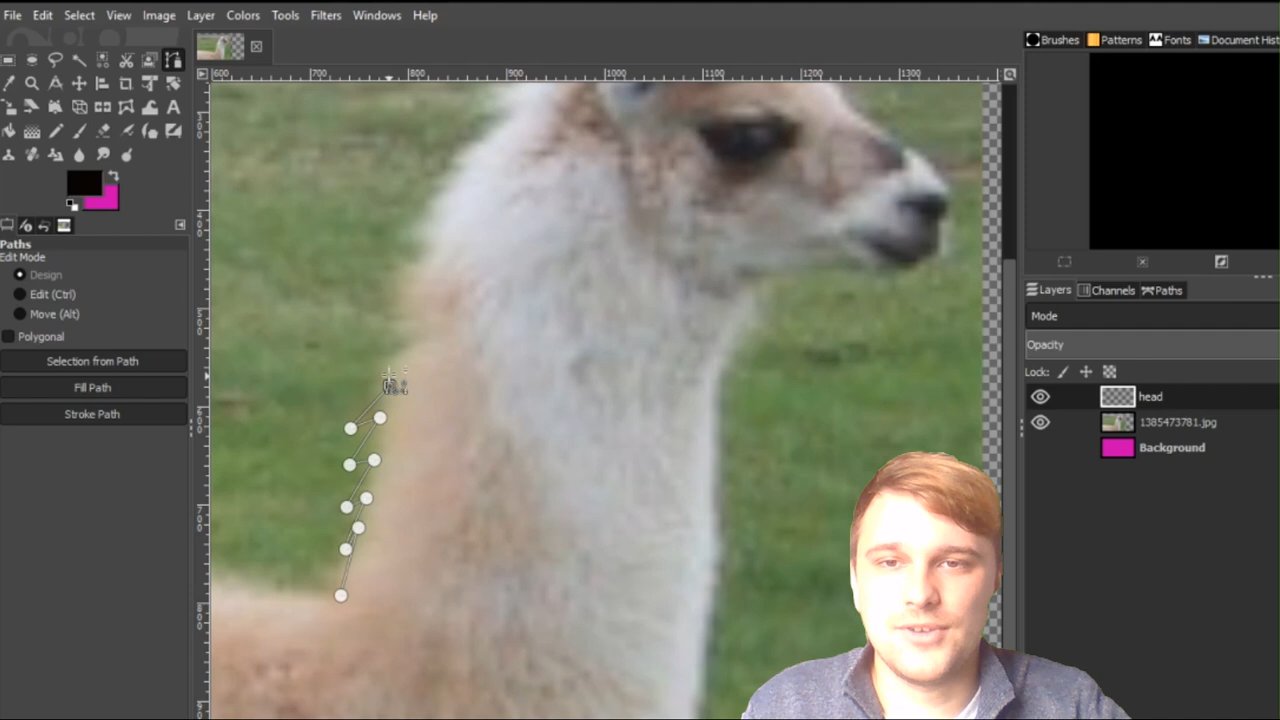 File Edit Select View Image Layer Colors Tools Filters Windows Help
Brushes Patterns Fonts Document Hist
600 700 800 900 1000 1100 1200 1300
Paths
Edit Mode
Design
Edit (Ctrl)
Move (Alt)
Polygonal
Selection from Path
Fill Path
Stroke Path
Layers Channels Paths
Mode
Opacity
Lock:
head
1385473781.jpg
Background